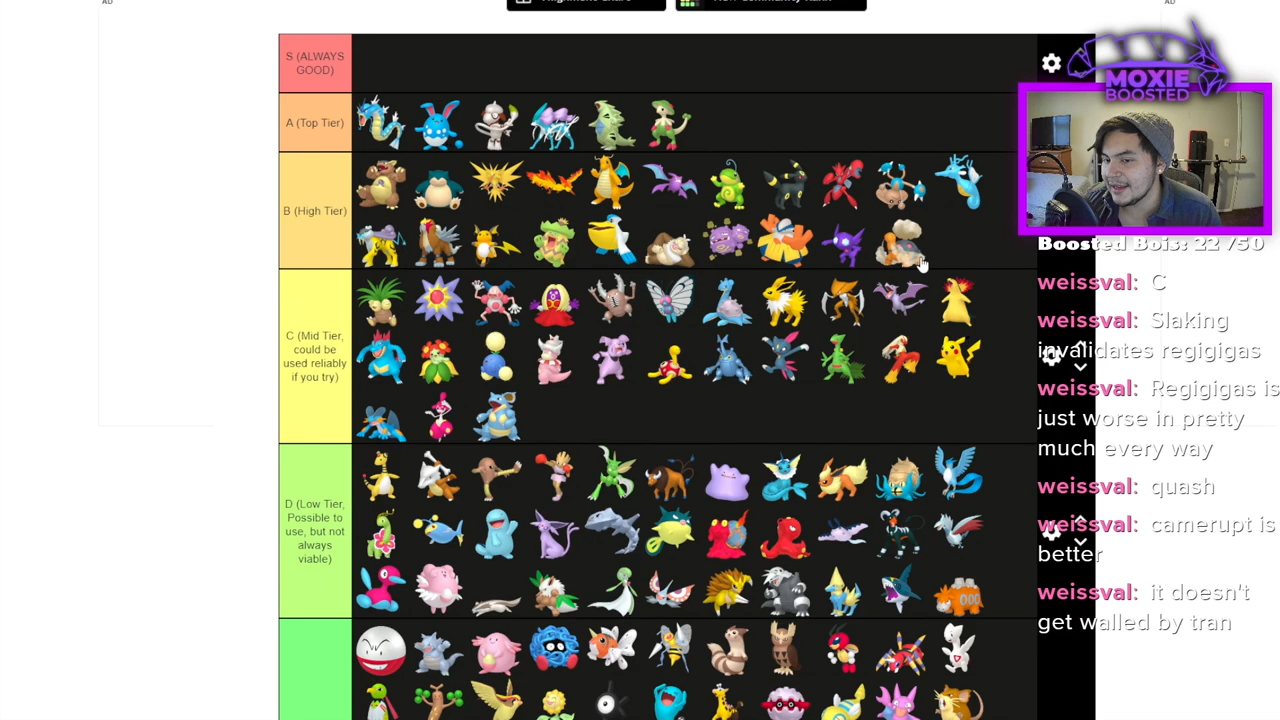 AD
AD
S (ALWAYS
GOOD)
A (Top Tier)
B (High Tier)
C (Mid Tier,
could be
used reliably
if you try)
D (Low Tier,
Possible to
use, but not
always
viable)
MOXIE
BOOSTED
Boosted Bois: 22 /50
weissval: C
weissval: Slaking
invalidates regigigas
weissval: Regigigas is
just worse in pretty
much every way
weissval: quash
weissval: camerupt is
better
weissval: it doesn't
get walled by tran